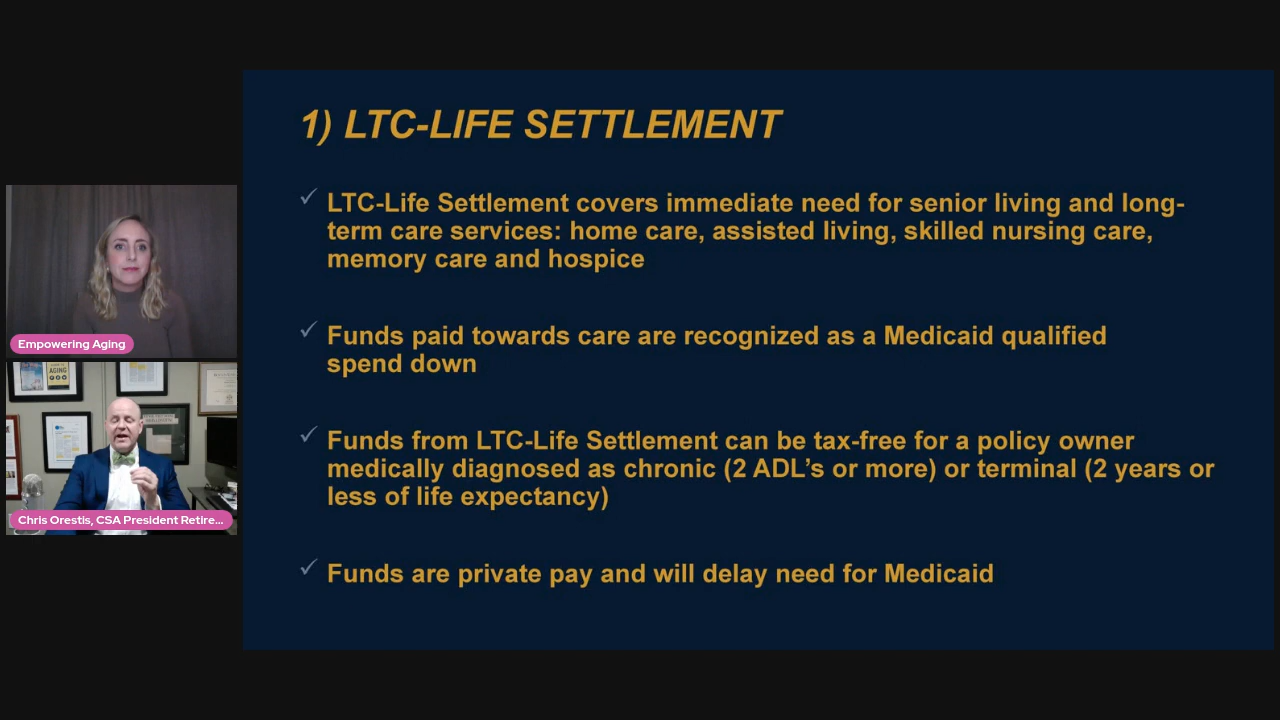 1) LTC-LIFE SETTLEMENT
LTC-Life Settlement covers immediate need for senior living and long-
term care services: home care, assisted living, skilled nursing care,
memory care and hospice
Funds paid towards care are recognized as a Medicaid qualified
spend down
Funds from LTC-Life Settlement can be tax-free for a policy owner
medically diagnosed as chronic (2 ADL’s or more) or terminal (2 years or
less of life expectancy)
Funds are private pay and will delay need for Medicaid
Empowering Aging
AGING
Chris Orestis, CSA President Retire...